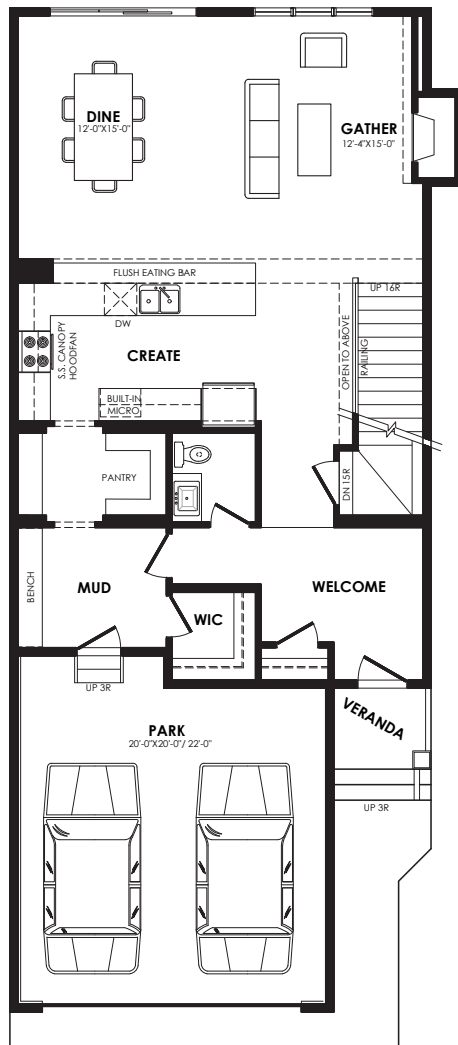 DINE
12'-0"X15'-0"
GATHER
12'-4"X15'-0"
FLUSH EATING BAR
UP 16R
DW
S.S. CANOPY
HOODFAN
CREATE
OPEN TO ABOVE
RAILING
BUILT-IN
MICRO
PANTRY
DN 15R
BENCH
MUD
WIC
WELCOME
UP 3R
VERANDA
PARK
20'-0"X20'-0"/ 22'-0"
UP 3R